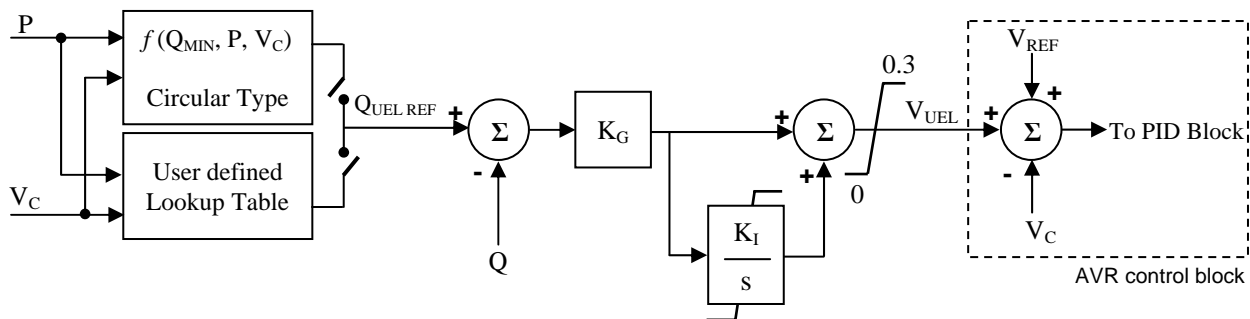 P
V_C
f (Q_MIN, P, V_C)
Circular Type
User defined
Lookup Table
Q_UEL REF
+
Σ
-
Q
K_G
K_I
s
+
+
Σ
0.3
0
V_UEL
V_REF
+
+
Σ
-
V_C
To PID Block
AVR control block